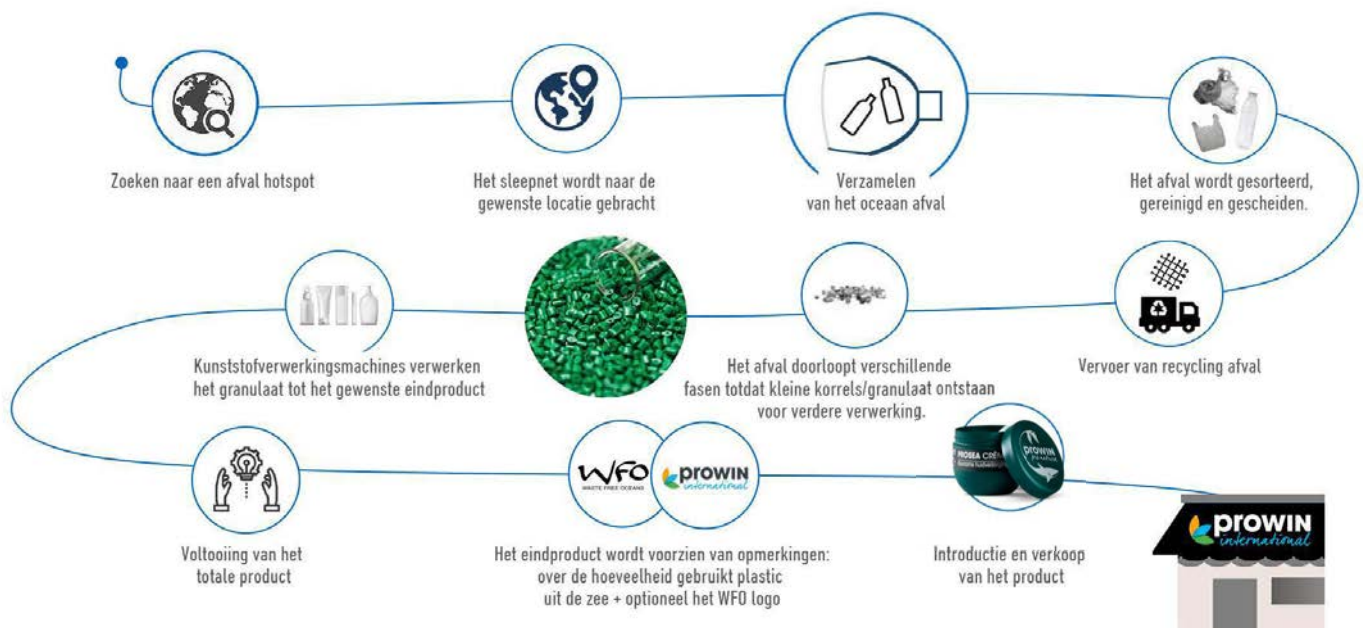 Zoeken naar een afval hotspot
Het sleepnet wordt naar de
gewenste locatie gebracht
Verzamelen
van het oceaan afval
Het afval wordt gesorteerd,
gereinigd en gescheiden.
Vervoer van recycling afval
Het afval doorloopt verschillende
fasen totdat kleine korrels/granulaat ontstaan
voor verdere verwerking.
Kunststofverwerkingsmachines verwerken
het granulaat tot het gewenste eindproduct
Voltooiing van het
totale product
WFO
WASTE FREE OCEANS
prowin
international
Het eindproduct wordt voorzien van opmerkingen:
over de hoeveelheid gebruikt plastic
uit de zee + optioneel het WFO logo
prowin
PROSEA CRÈM
Introductie en verkoop
van het product
prowin
international